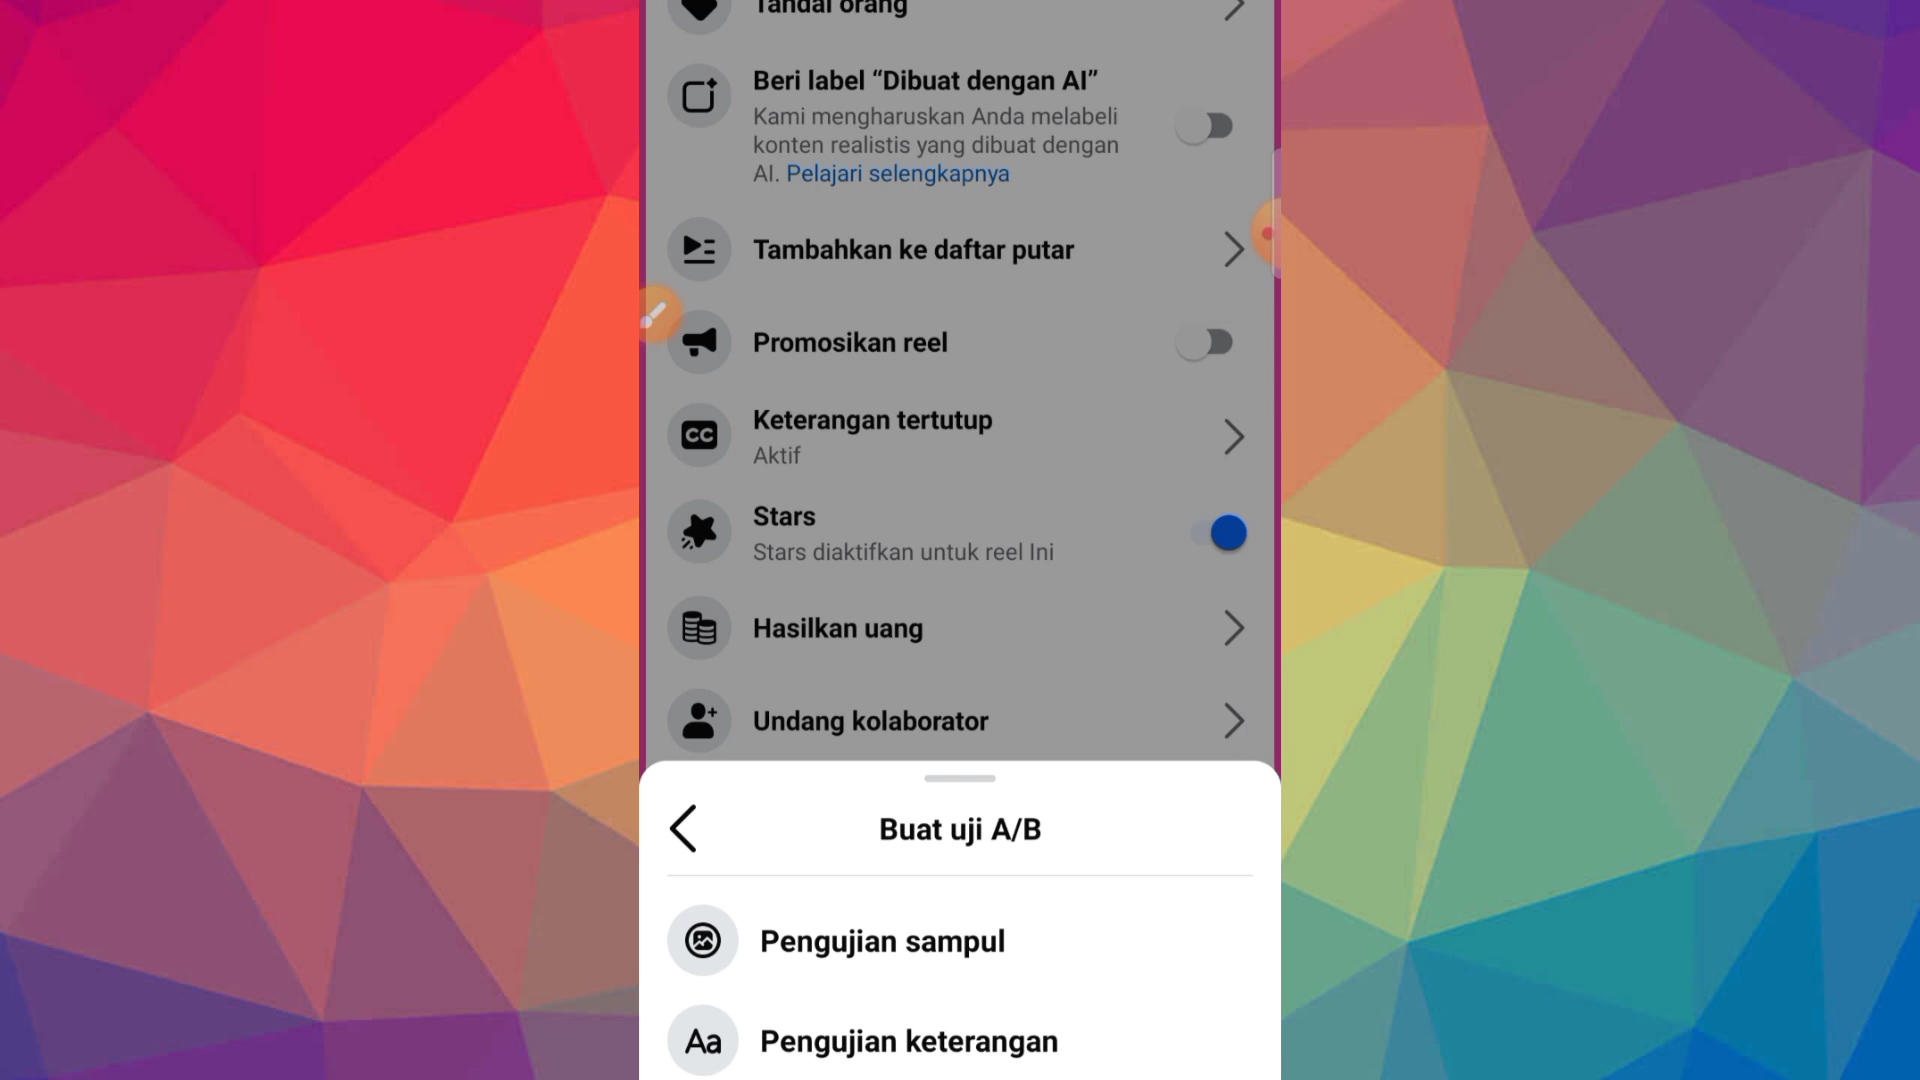 Tandai orang
Beri label “Dibuat dengan AI”
Kami mengharuskan Anda melabeli
konten realistis yang dibuat dengan
AI. Pelajari selengkapnya
Tambahkan ke daftar putar
Promosikan reel
CC
Keterangan tertutup
Aktif
Stars
Stars diaktifkan untuk reel Ini
Hasilkan uang
Undang kolaborator
Buat uji A/B
Pengujian sampul
Aa
Pengujian keterangan